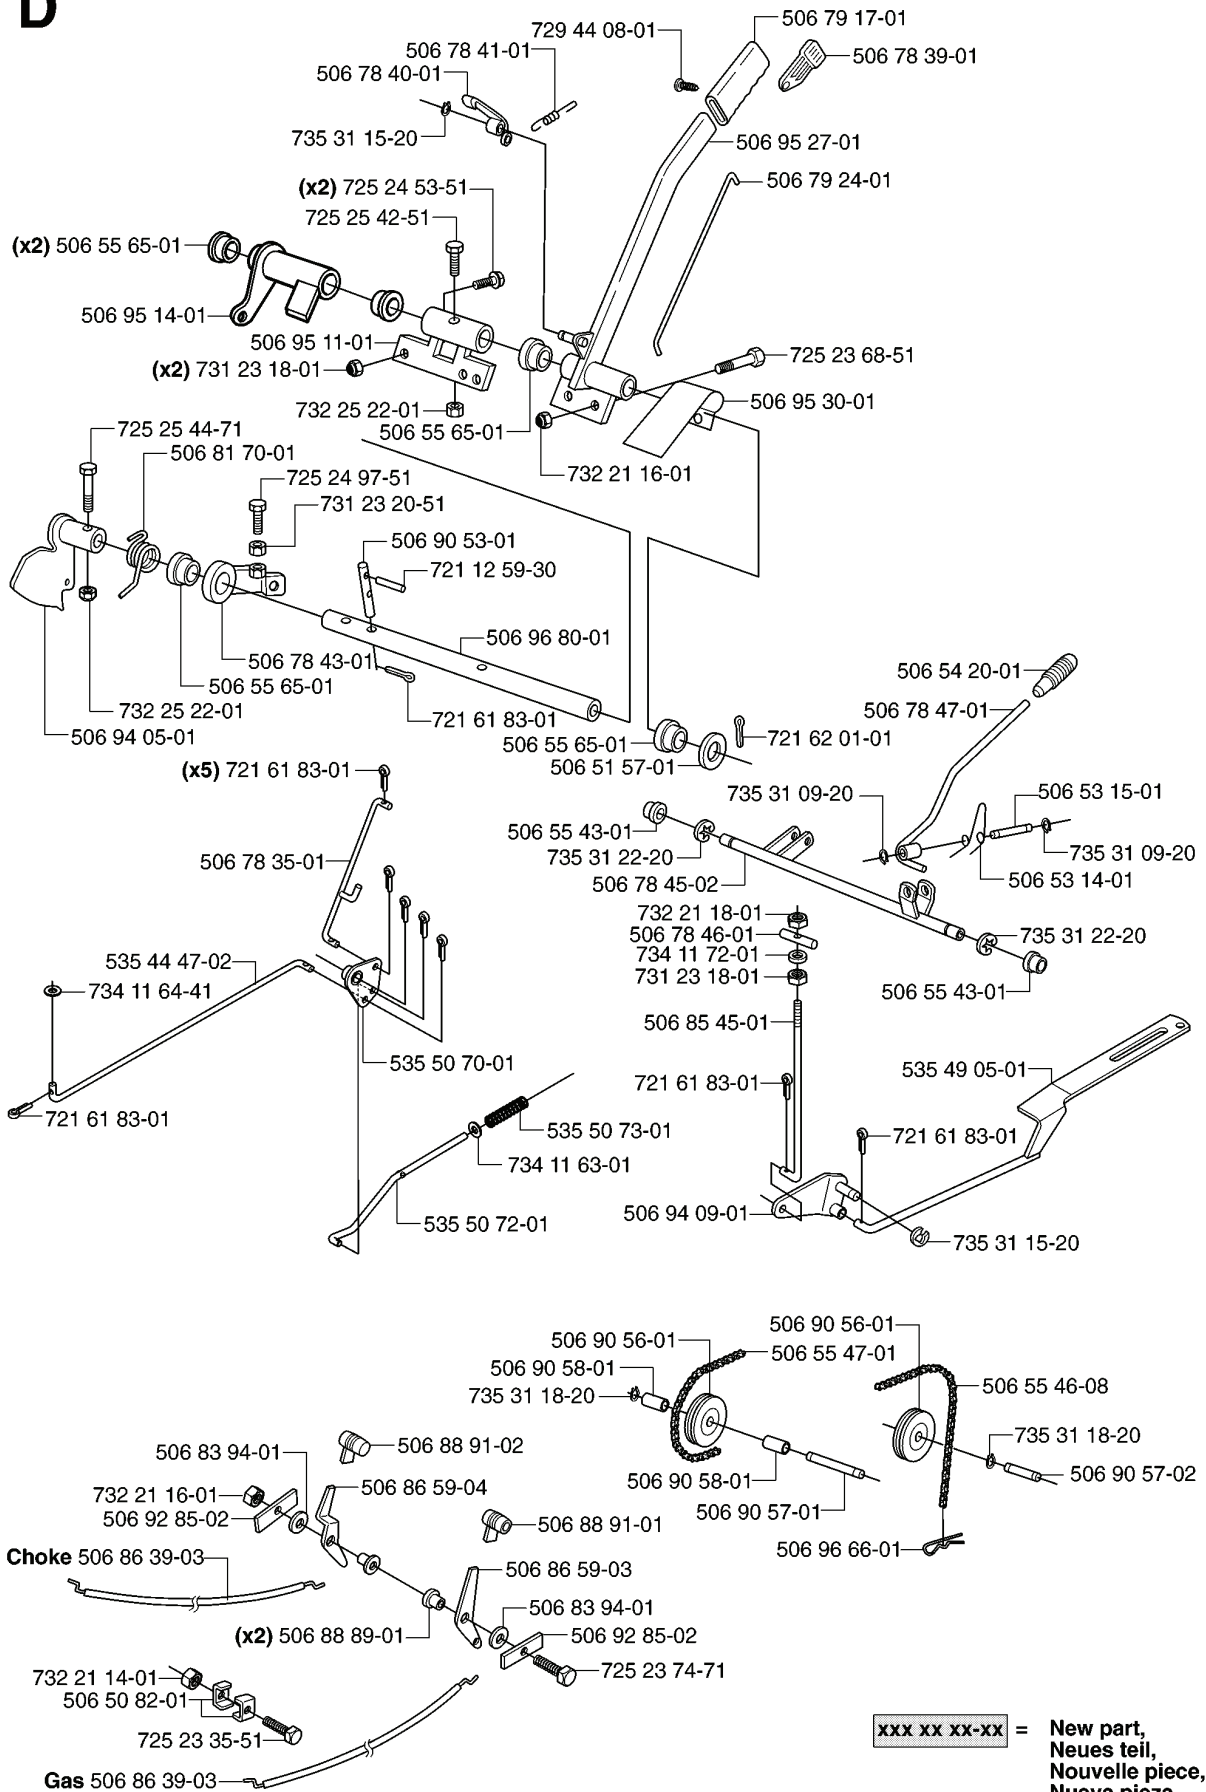 D
506 79 17-01
729 44 08-01
506 78 41-01
506 78 39-01
506 78 40-01
735 31 15-20
506 95 27-01
506 79 24-01
(x2) 725 24 53-51
725 25 42-51
(x2) 506 55 65-01
506 95 14-01
506 95 11-01
725 23 68-51
(x2) 731 23 18-01
506 95 30-01
732 25 22-01
506 55 65-01
725 25 44-71
506 81 70-01
732 21 16-01
725 24 97-51
731 23 20-51
506 90 53-01
721 12 59-30
506 96 80-01
506 78 43-01
506 55 65-01
506 54 20-01
732 25 22-01
721 61 83-01
506 78 47-01
506 94 05-01
506 55 65-01
721 62 01-01
506 51 57-01
(x5) 721 61 83-01
735 31 09-20
506 53 15-01
506 55 43-01
735 31 22-20
735 31 09-20
506 78 35-01
506 78 45-02
506 53 14-01
732 21 18-01
506 78 46-01
735 31 22-20
734 11 72-01
535 44 47-02
731 23 18-01
734 11 64-41
506 55 43-01
506 85 45-01
535 50 70-01
535 49 05-01
721 61 83-01
721 61 83-01
535 50 73-01
721 61 83-01
734 11 63-01
506 94 09-01
535 50 72-01
735 31 15-20
506 90 56-01
506 90 56-01
506 55 47-01
506 90 58-01
506 55 46-08
735 31 18-20
735 31 18-20
506 88 91-02
506 83 94-01
506 90 58-01
506 90 57-02
506 86 59-04
732 21 16-01
506 90 57-01
506 92 85-02
506 88 91-01
506 96 66-01
Choke 506 86 39-03
506 86 59-03
506 83 94-01
(x2) 506 88 89-01
506 92 85-02
732 21 14-01
725 23 74-71
506 50 82-01
725 23 35-51
Gas 506 86 39-03
xxx xx xx-xx = New part,
Neues teil,
Nouvelle piece,